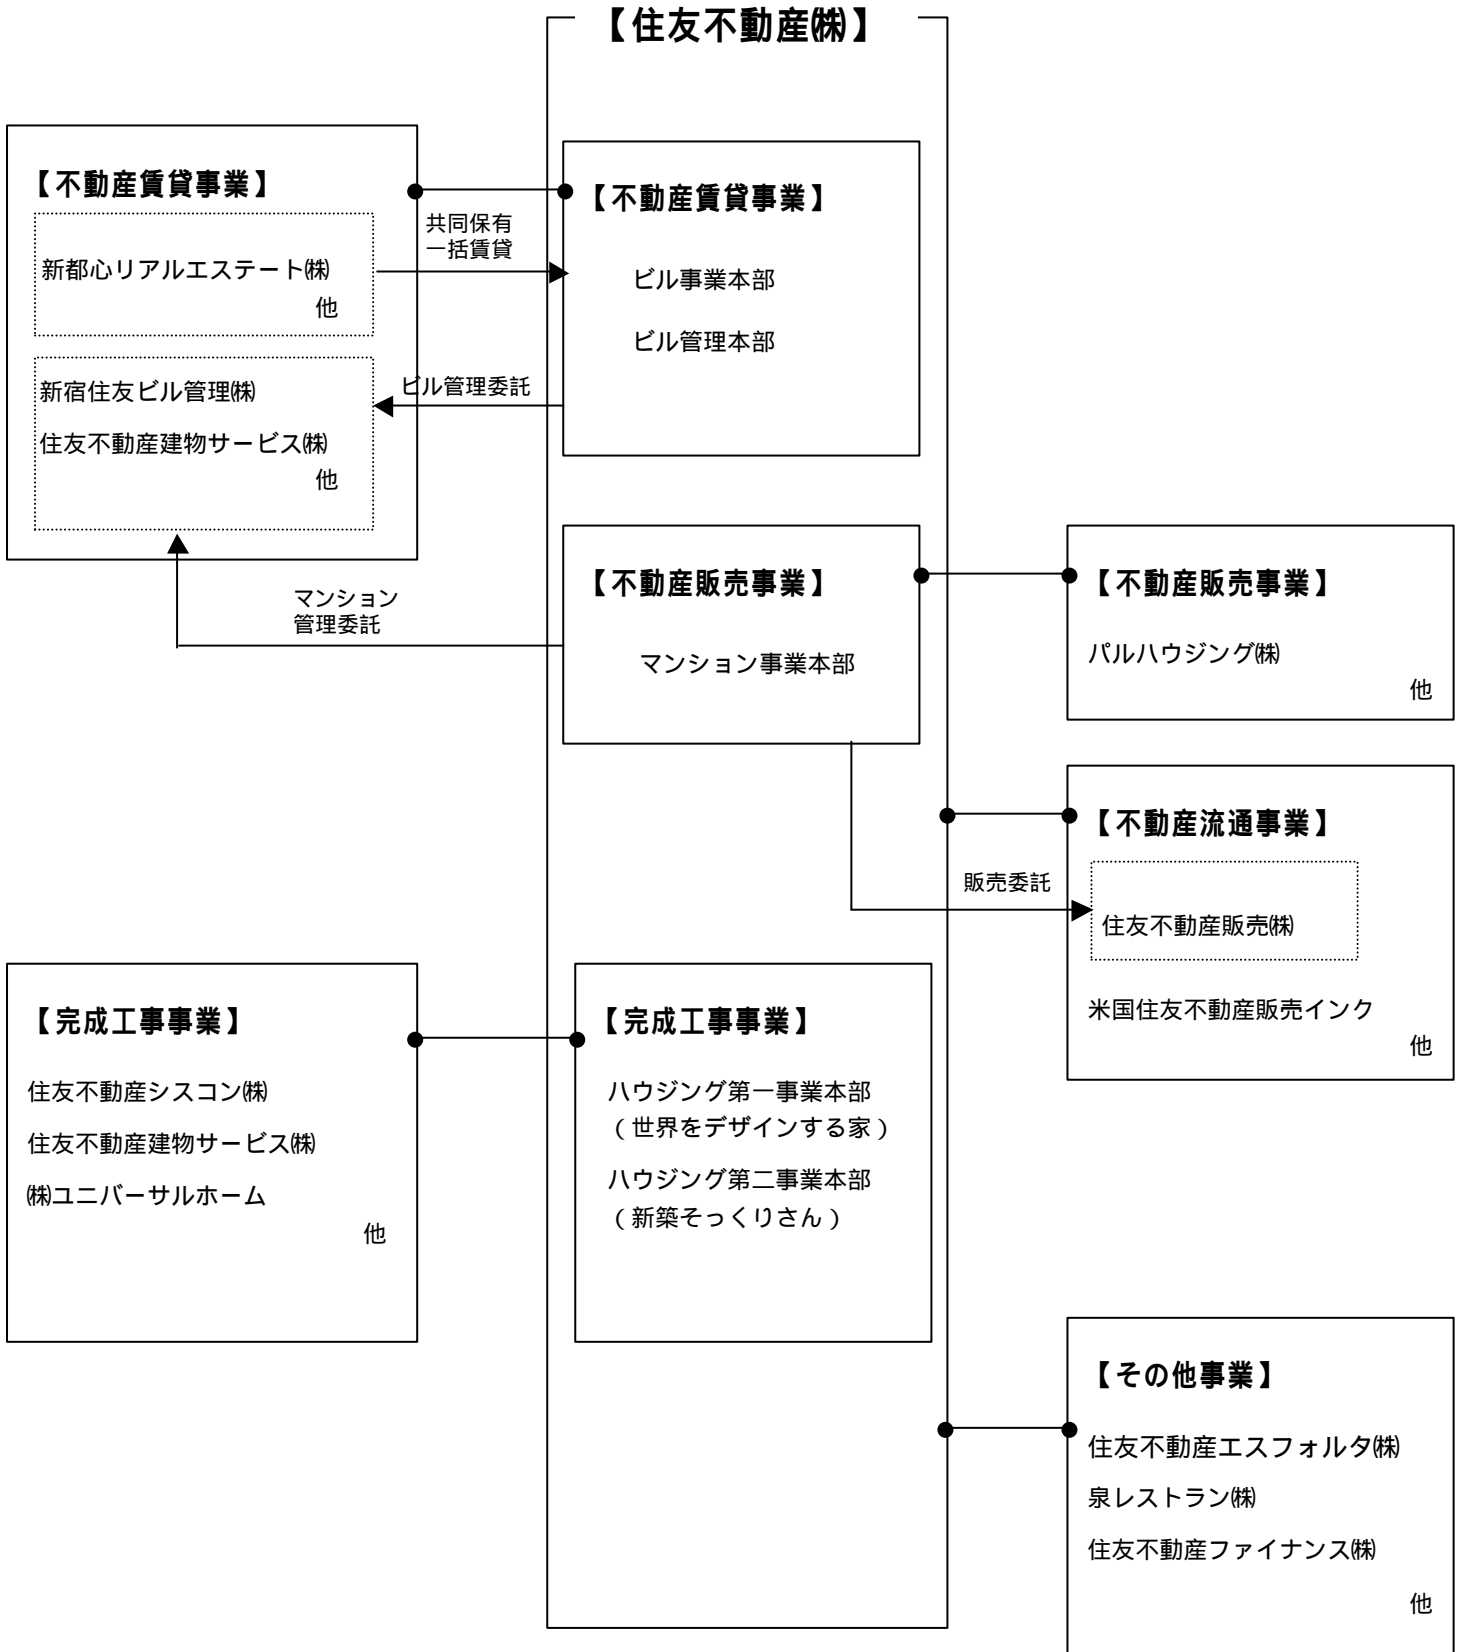 【住友不動産㈱】
【不動産賃貸事業】
新都心リアルエステート㈱
他
新宿住友ビル管理㈱
住友不動産建物サービス㈱
他
共同保有
一括賃貸
ビル管理委託
【不動産賃貸事業】
ビル事業本部
ビル管理本部
マンション
管理委託
【不動産販売事業】
マンション事業本部
【不動産販売事業】
パルハウジング㈱
他
販売委託
【不動産流通事業】
住友不動産販売㈱
米国住友不動産販売インク
他
【完成工事事業】
住友不動産シスコン㈱
住友不動産建物サービス㈱
㈱ユニバーサルホーム
他
【完成工事事業】
ハウジング第一事業本部
（世界をデザインする家）
ハウジング第二事業本部
（新築そっくりさん）
【その他事業】
住友不動産エスフォルタ㈱
泉レストラン㈱
住友不動産ファイナンス㈱
他